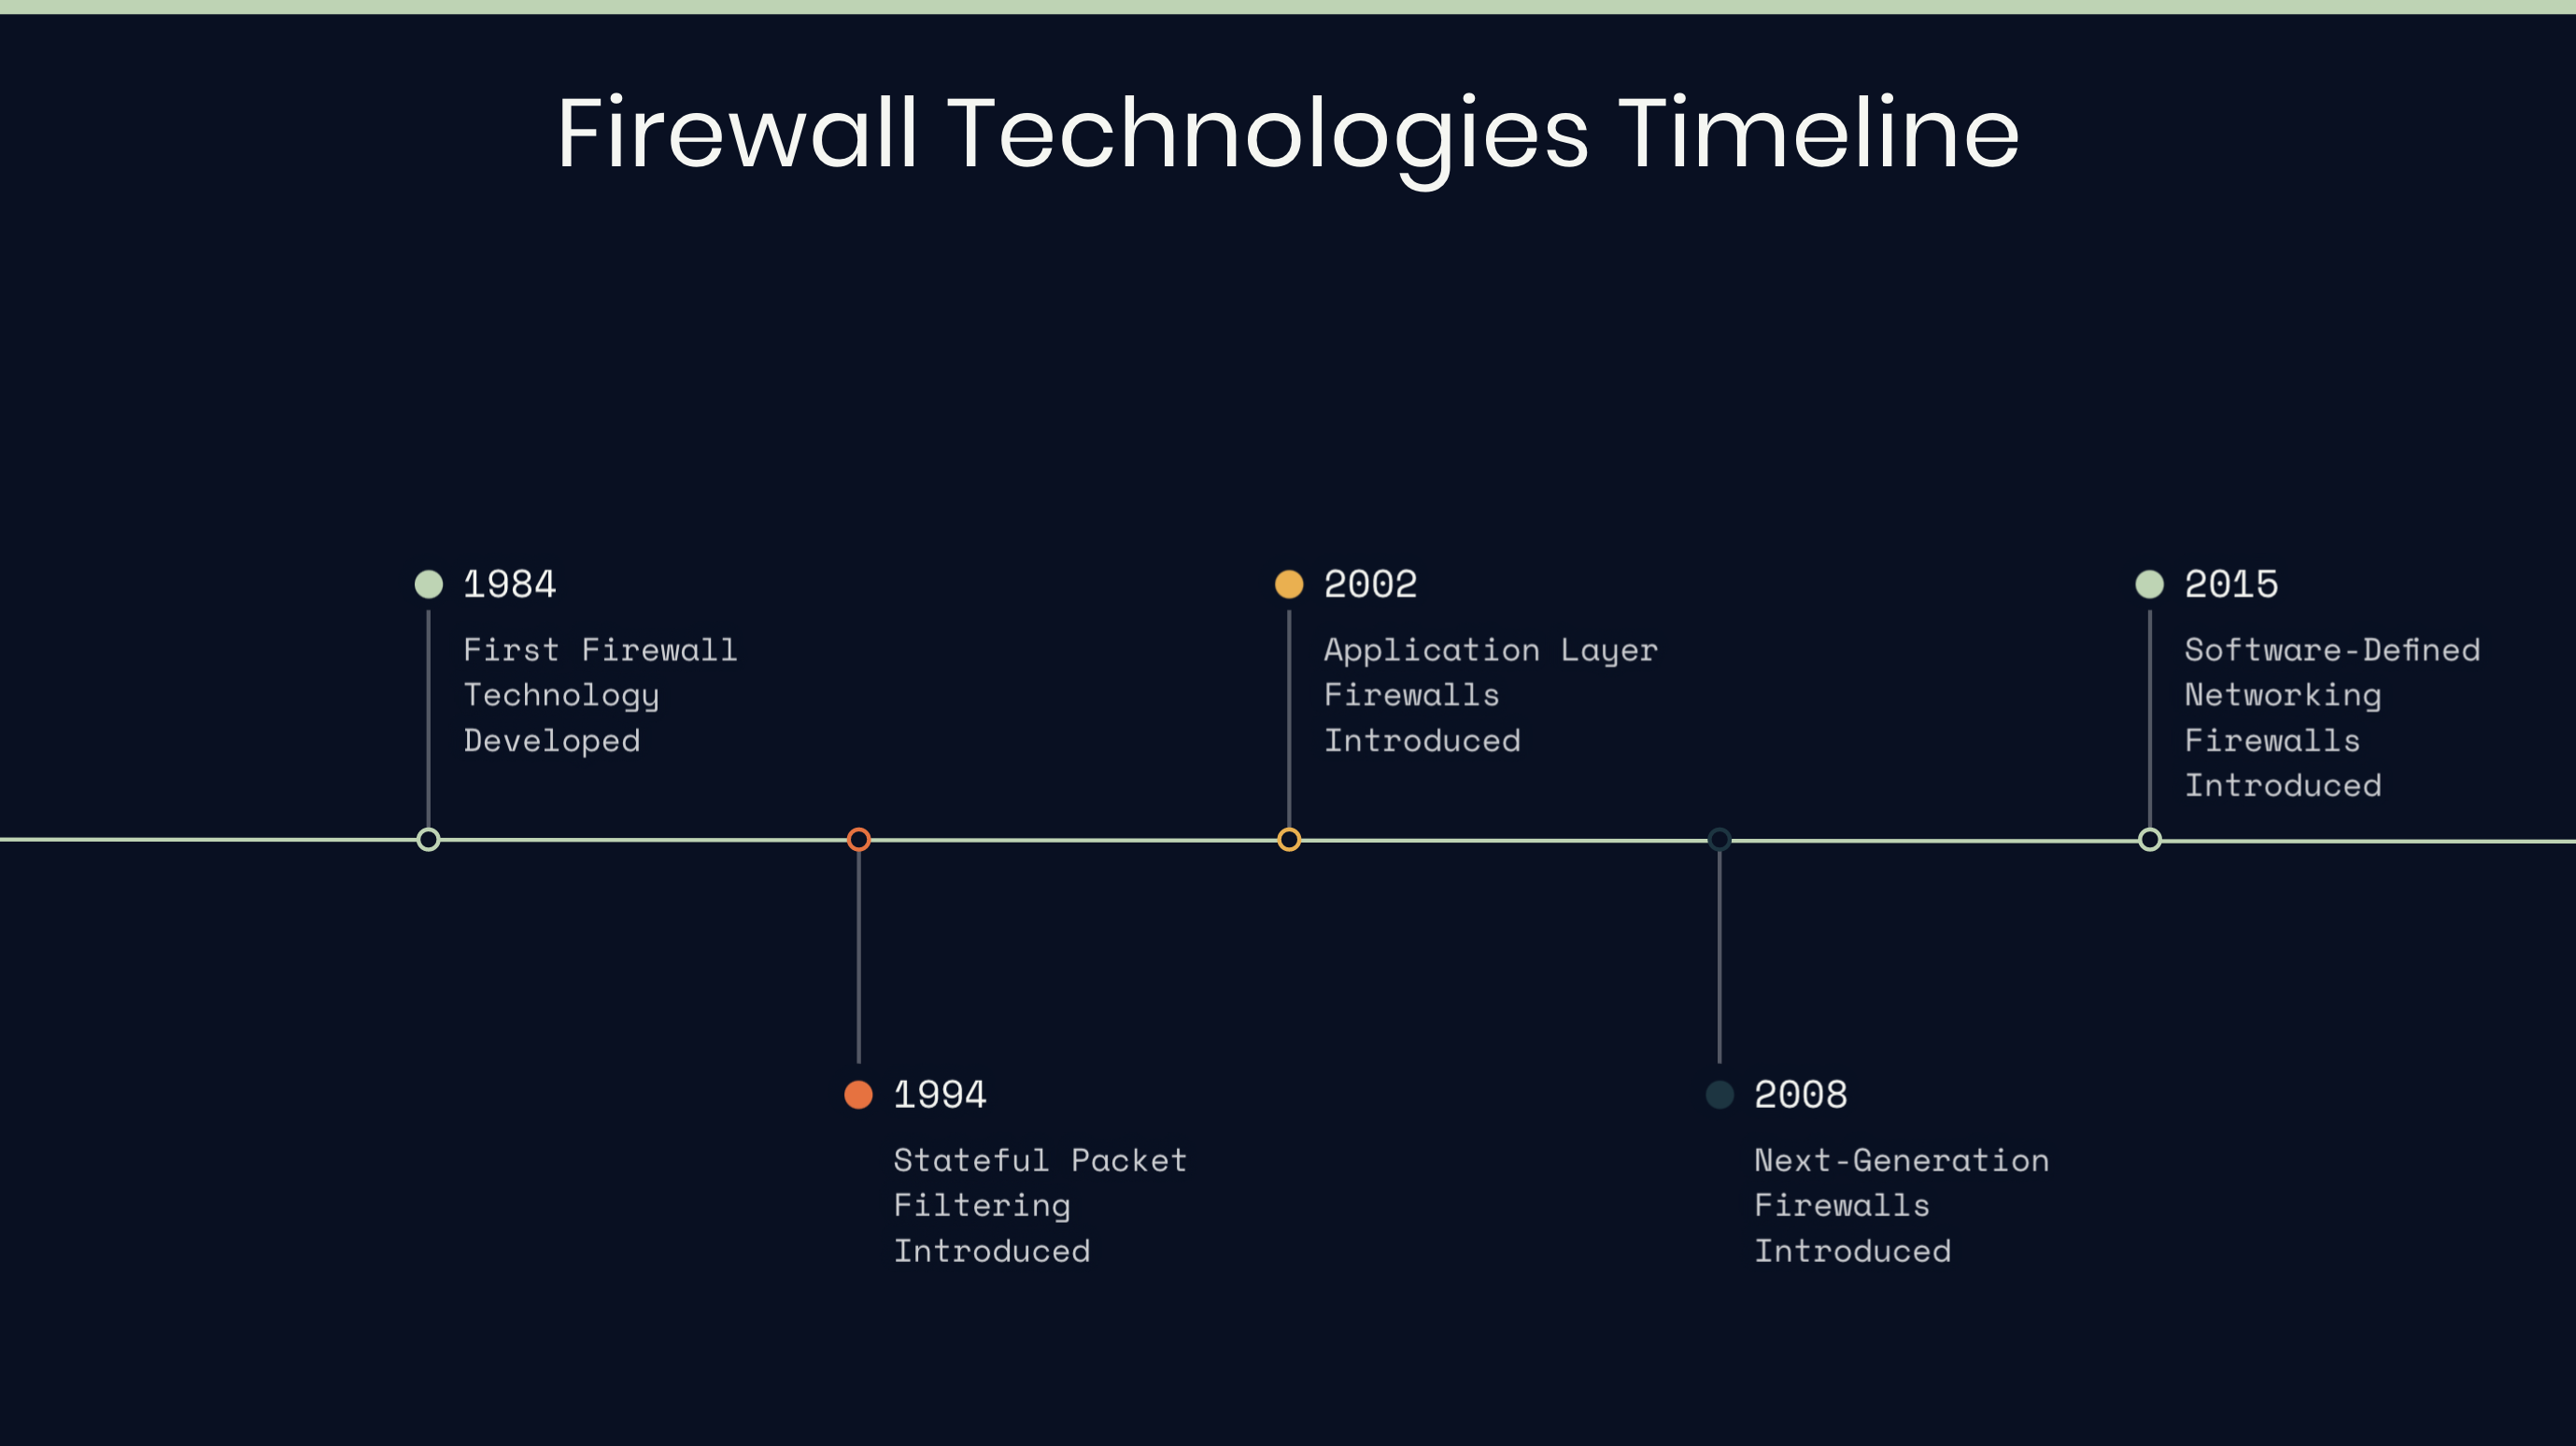 Firewall Technologies Timeline
1984
First Firewall
Technology
Developed
1994
Stateful Packet
Filtering
Introduced
2002
Application Layer
Firewalls
Introduced
2008
Next-Generation
Firewalls
Introduced
2015
Software-Defined
Networking
Firewalls
Introduced